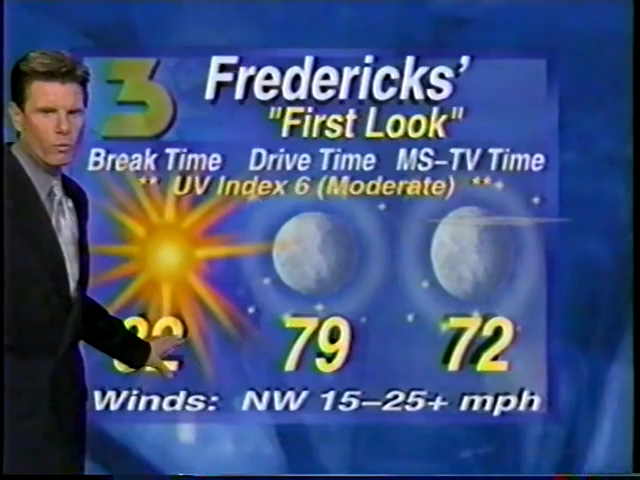 3
Fredericks'
"First Look"
Break Time Drive Time MS-TV Time
** UV Index 6 (Moderate) **
79 72
Winds: NW 15-25+ mph